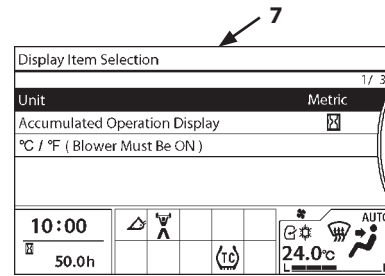 7
Display Item Selection
1/ 3
Unit Metric
Accumulated Operation Display
°C / °F ( Blower Must Be ON )
10:00
50.0h
(TC)
AUTO
24.0°C